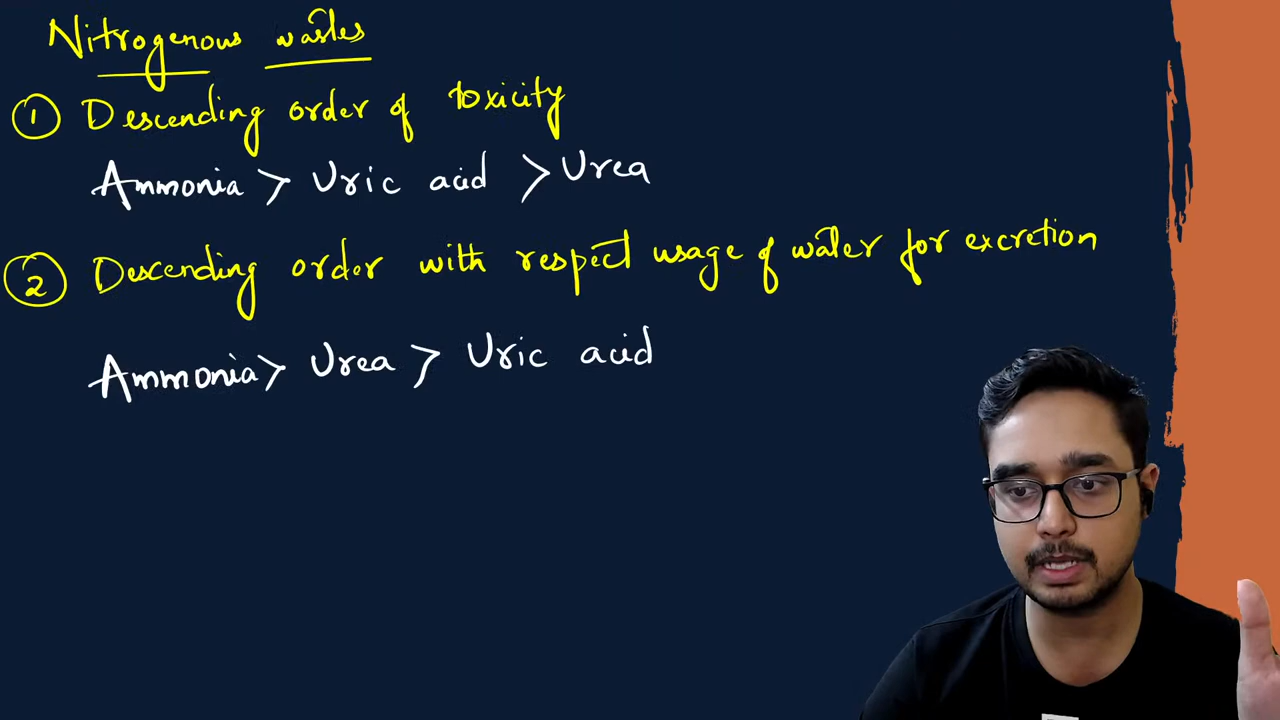 Nitrogenous wastes
1 Descending order of toxicity
Ammonia > Uric acid > Urea
2 Descending order with respect usage of water for excretion
Ammonia > Urea > Uric acid